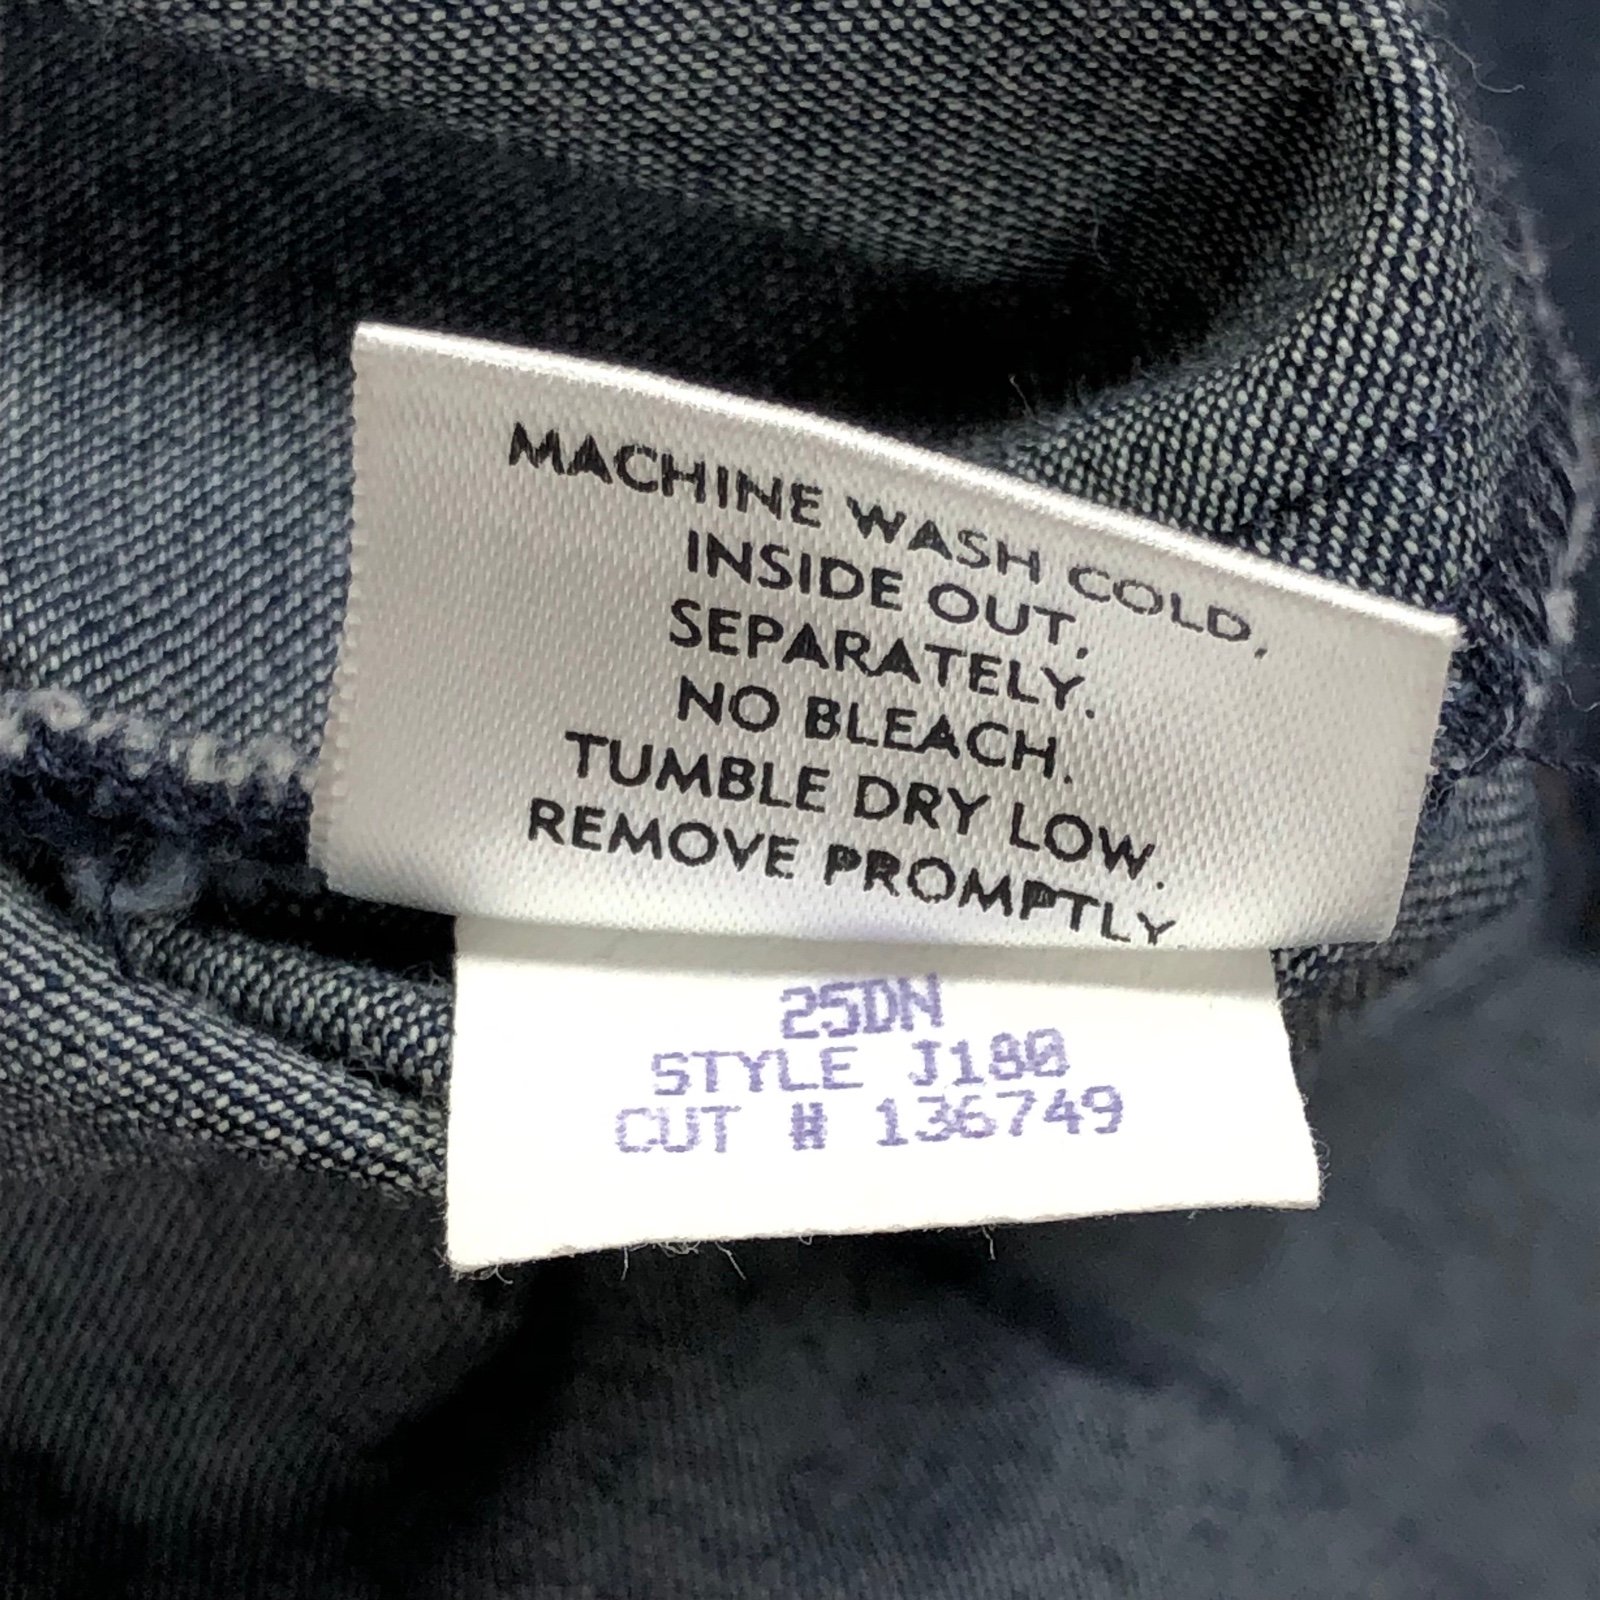 MACHINE WASH COLD,
INSIDE OUT,
SEPARATELY.
NO BLEACH.
TUMBLE DRY LOW.
REMOVE PROMPTLY
25DN
STYLE J180
CUT # 136749